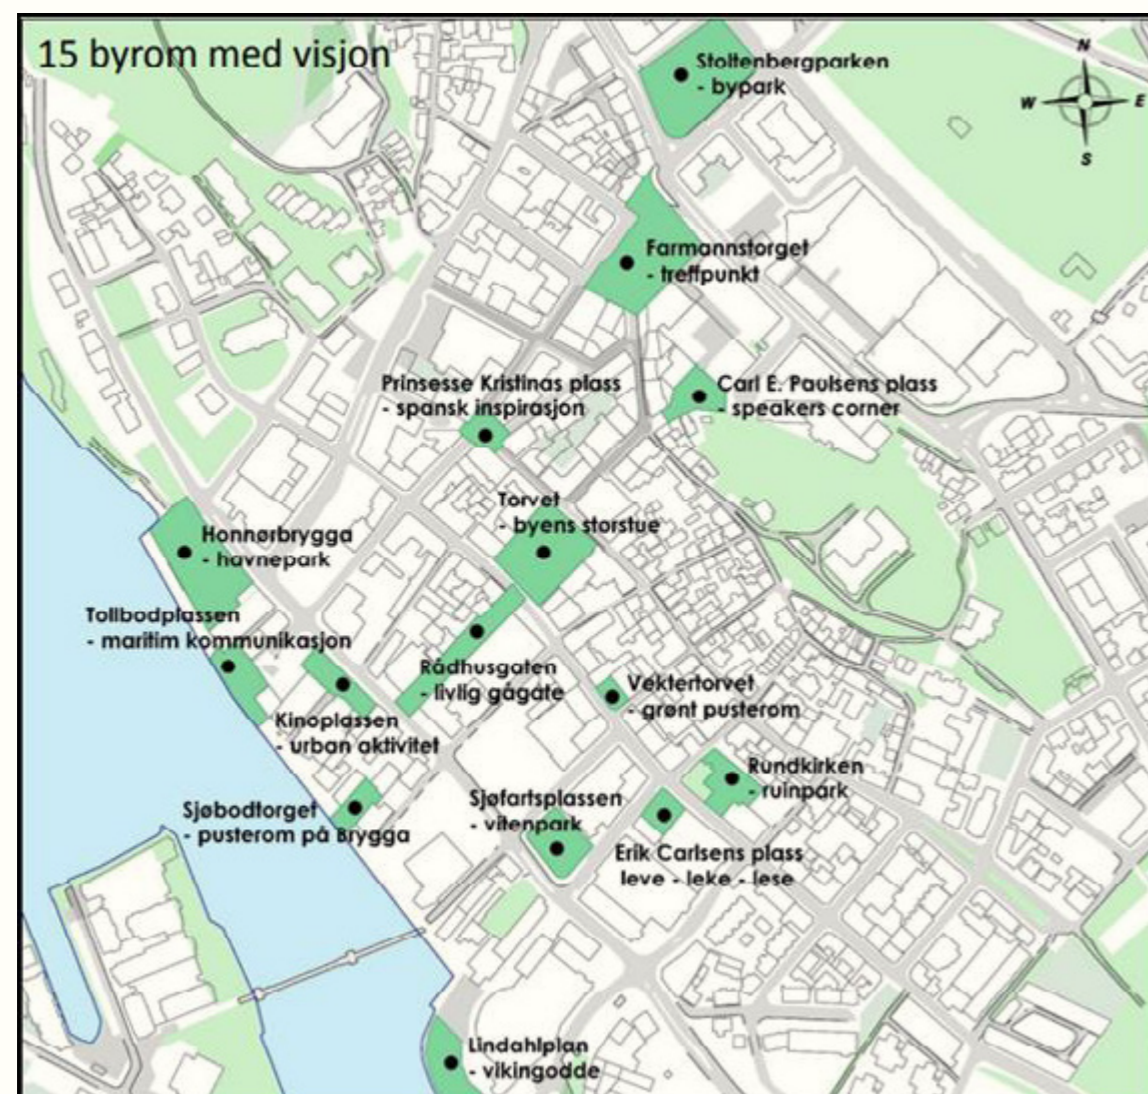 15 byrom med visjon
Stoltenbergparken
- bypark
N
W
E
S
Farmannstorget
- treffpunkt
Prinsesse Kristinas plass
- spansk inspirasjon
Carl E. Paulsens plass
- speakers corner
Torvet
- byens storstue
Honnørbrygga
- havnepark
Tollbodplassen
- maritim kommunikasjon
Rådhusgaten
- livlig gågate
Vektertorvet
- grønt pusterom
Kinoplassen
- urban aktivitet
Rundkirken
- ruinpark
Sjøbodtorget
- pusterom på Brygga
Sjøfartsplassen
- vitenpark
Erik Carlsens plass
leve - leke - lese
Lindahlplan
- vikingodde